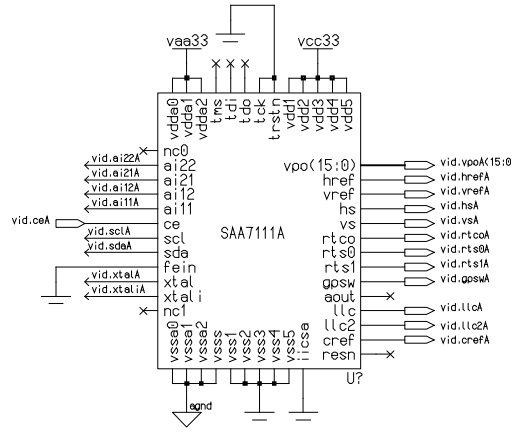 vaa33 vcc33
vdda0 vdda1 vdda2 tms tdi tdo tck trstn vdd1 vdd2 vdd3 vdd4 vdd5
nc0
vid.ai22A ai22 vpo(15:0) vid.vpoA(15:0
vid.ai21A ai21 href vid.hrefA
vid.ai12A ai12 vref vid.vrefA
vid.ai11A ai11 hs vid.hsA
vid.ceA ce vs vid.vsA
SAA7111A
vid.sclA scl rtco vid.rtcoA
vid.sdaA sda rts0 vid.rts0A
fein rts1 vid.rts1A
vid.xtalA xtal gpsw vid.gpswA
vid.xtaliA xtali aout
nc1 llc vid.llcA
llc2 vid.llc2A
cref vid.crefA
resn
vssa0 vssa1 vssa2 vsss vss1 vss2 vss3 vss4 vss5 iicsa
U?
agnd